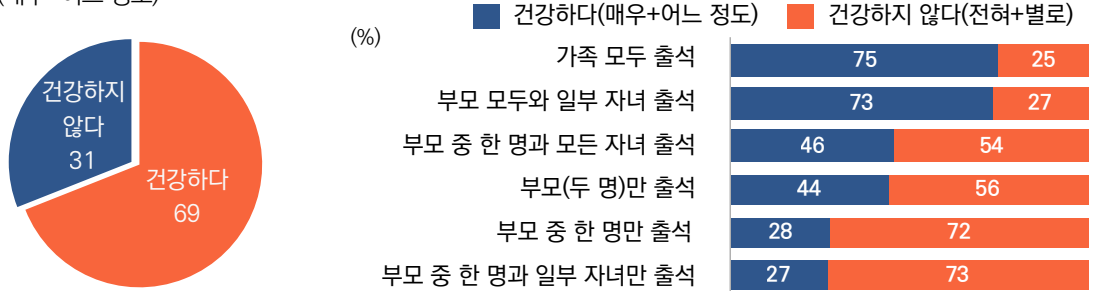 건강하다(매우+어느 정도)
건강하지 않다(전혀+별로)
(%)
건강하지
않다
31
건강하다
69
가족 모두 출석
75
25
부모 모두와 일부 자녀 출석
73
27
부모 중 한 명과 모든 자녀 출석
46
54
부모(두 명)만 출석
44
56
부모 중 한 명만 출석
28
72
부모 중 한 명과 일부 자녀만 출석
27
73